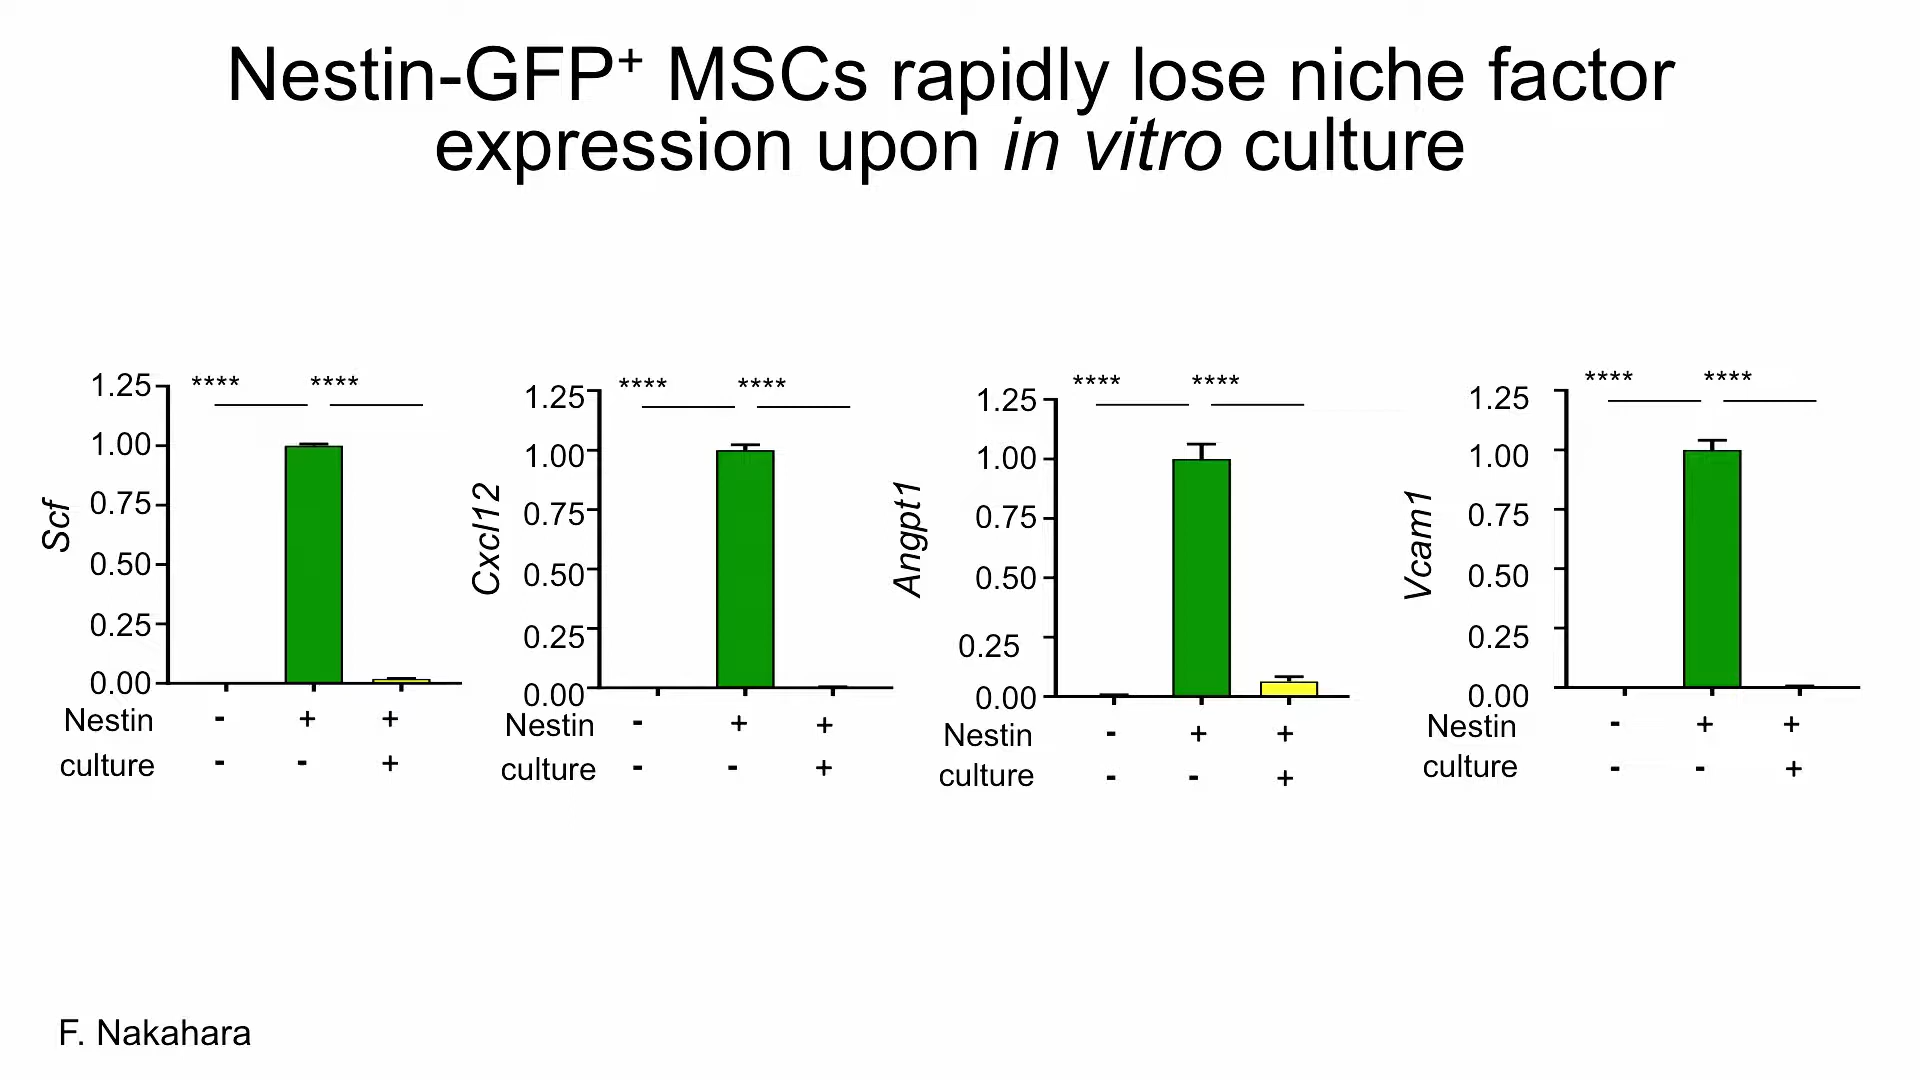 Nestin-GFP⁺ MSCs rapidly lose niche factor
expression upon in vitro culture
Scf
1.25
1.00
0.75
0.50
0.25
0.00
**** ****
Nestin - + +
culture - - +
Cxcl12
1.25
1.00
0.75
0.50
0.25
0.00
**** ****
Nestin - + +
culture - - +
Angpt1
1.25
1.00
0.75
0.50
0.25
0.00
**** ****
Nestin - + +
culture - - +
Vcam1
1.25
1.00
0.75
0.50
0.25
0.00
**** ****
Nestin - + +
culture - - +
F. Nakahara